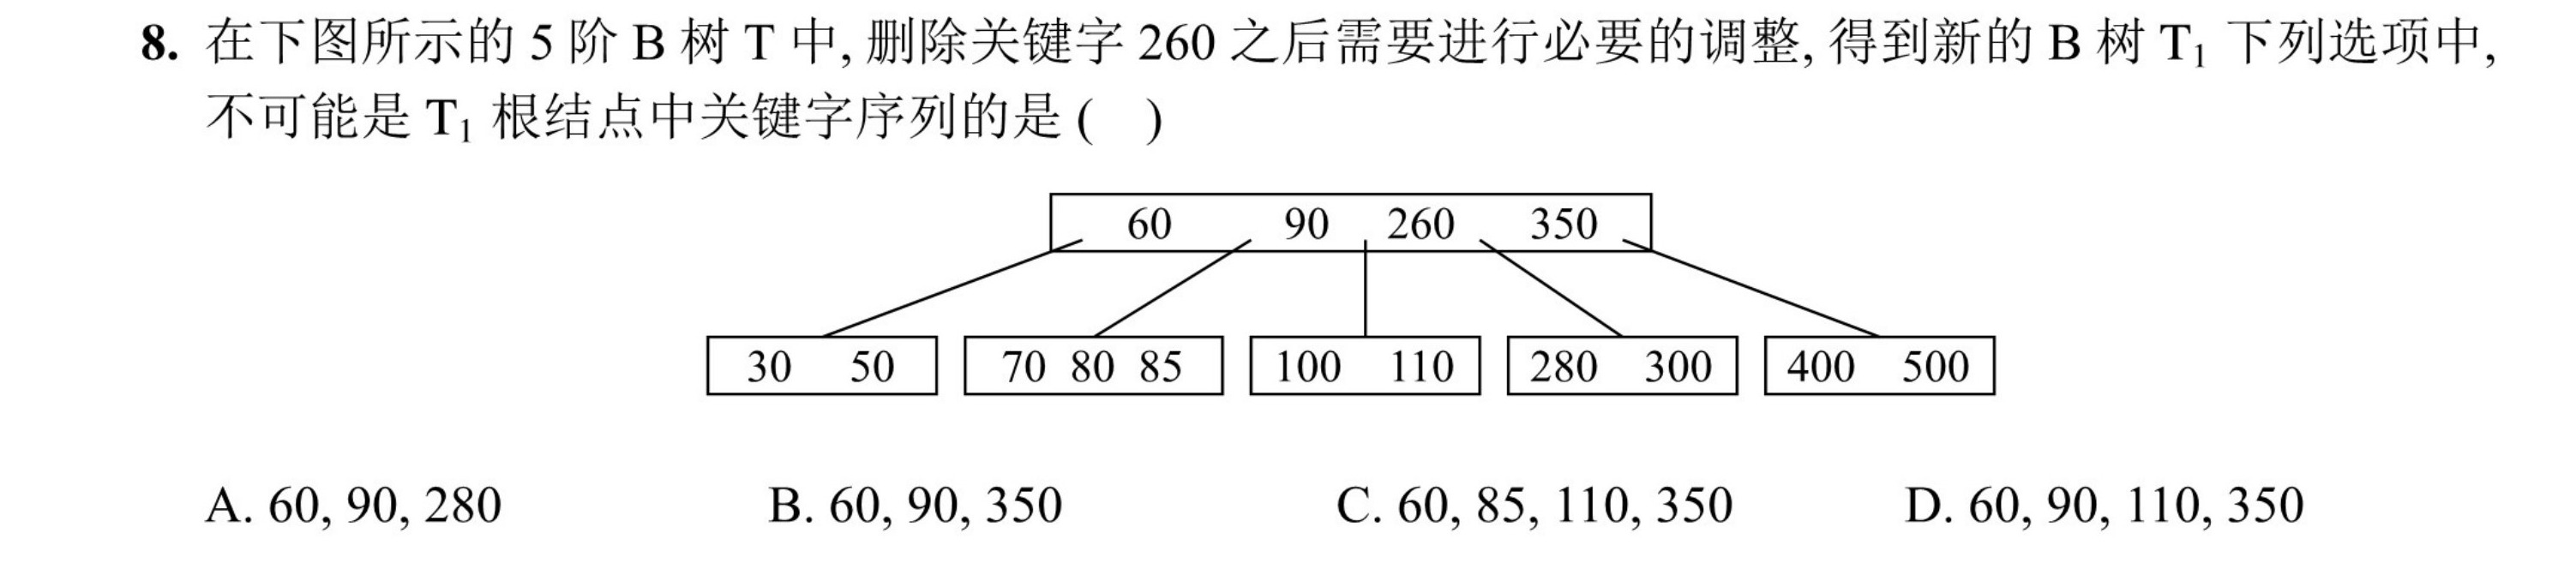 8. 在下图所示的 5 阶 B 树 T 中, 删除关键字 260 之后需要进行必要的调整, 得到新的 B 树 T₁ 下列选项中,
不可能是 T₁ 根结点中关键字序列的是 ( )
60 90 260 350
30 50 70 80 85 100 110 280 300 400 500
A. 60, 90, 280 B. 60, 90, 350 C. 60, 85, 110, 350 D. 60, 90, 110, 350